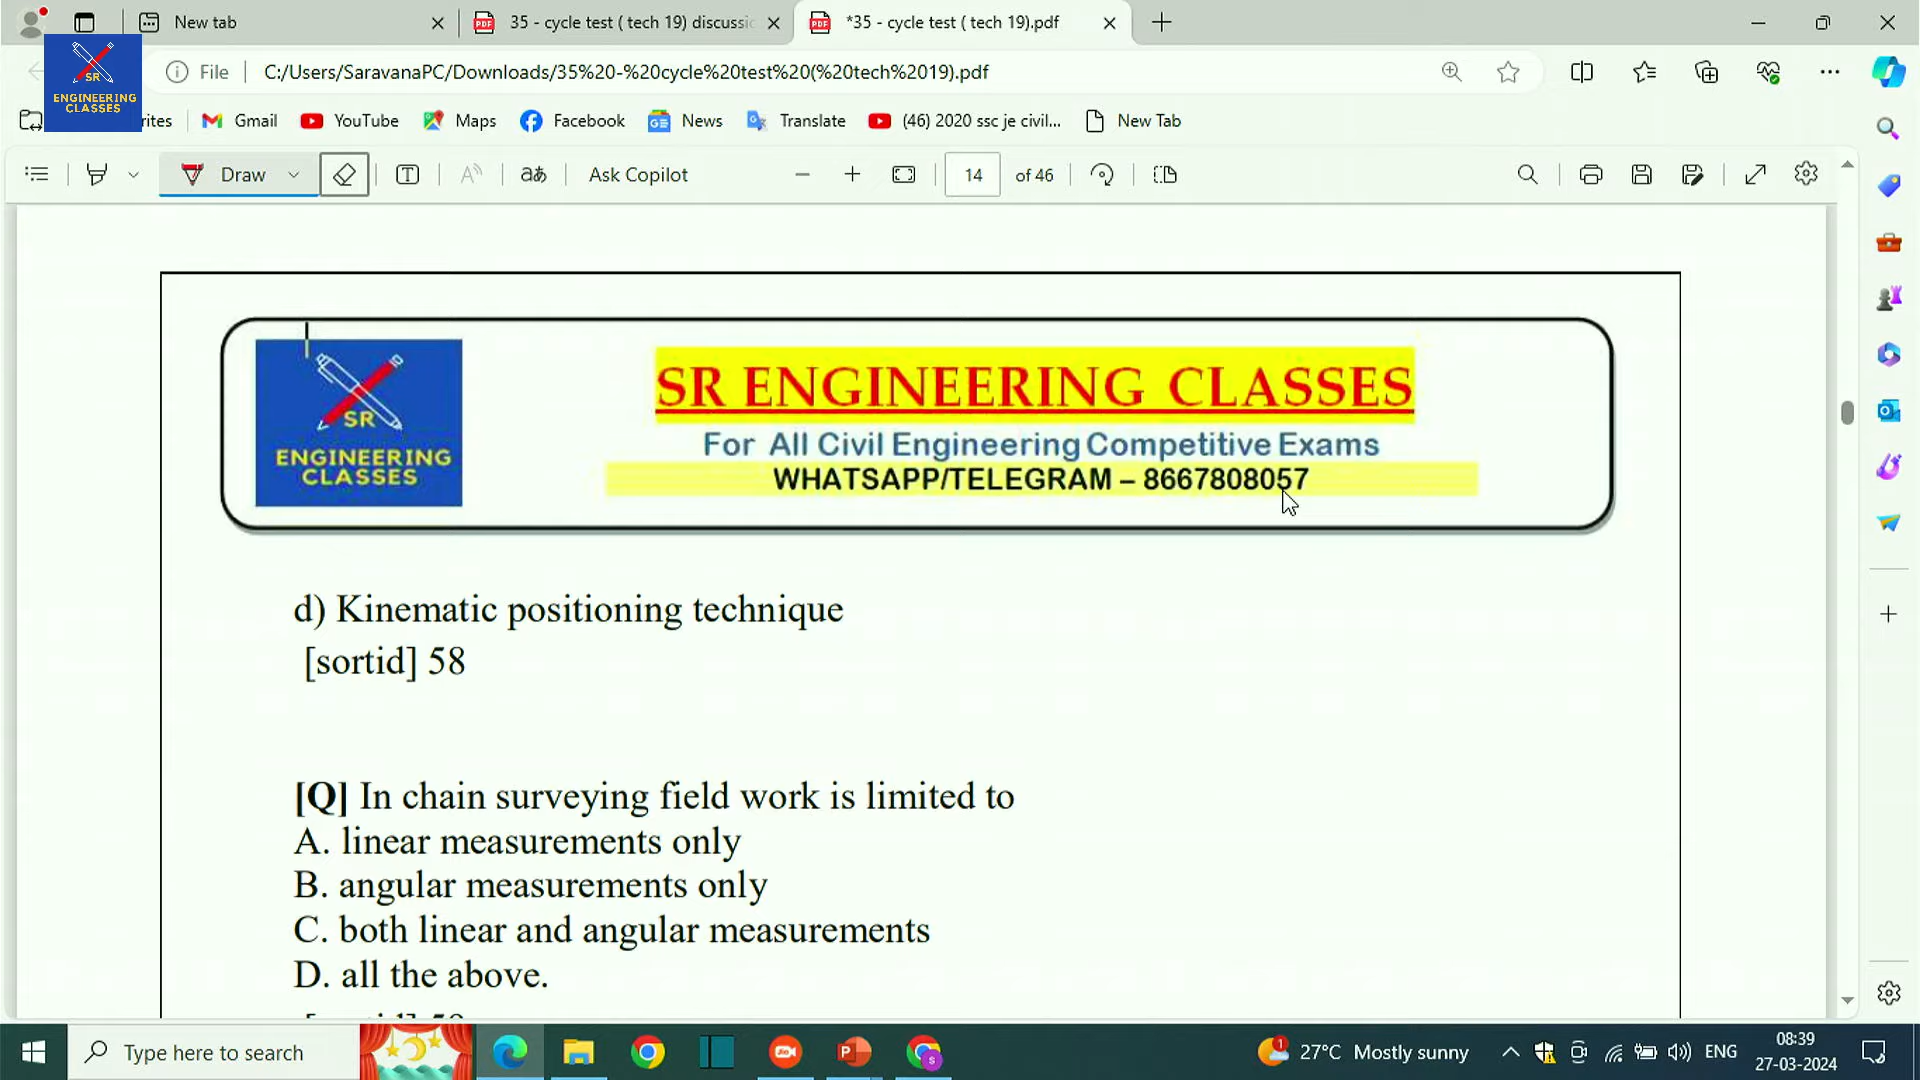 New tab
35 - cycle test ( tech 19) discussi
*35 - cycle test ( tech 19).pdf
File
C:/Users/SaravanaPC/Downloads/35%20-%20cycle%20test%20(%20tech%2019).pdf
SR
ENGINEERING
CLASSES
rites
Gmail
YouTube
Maps
Facebook
News
Translate
(46) 2020 ssc je civil...
New Tab
Draw
Ask Copilot
14
of 46
SR
ENGINEERING
CLASSES
SR ENGINEERING CLASSES
For All Civil Engineering Competitive Exams
WHATSAPP/TELEGRAM – 8667808057
d) Kinematic positioning technique
[sortid] 58
[Q] In chain surveying field work is limited to
A. linear measurements only
B. angular measurements only
C. both linear and angular measurements
D. all the above.
Type here to search
1
27°C Mostly sunny
ENG
08:39
27-03-2024